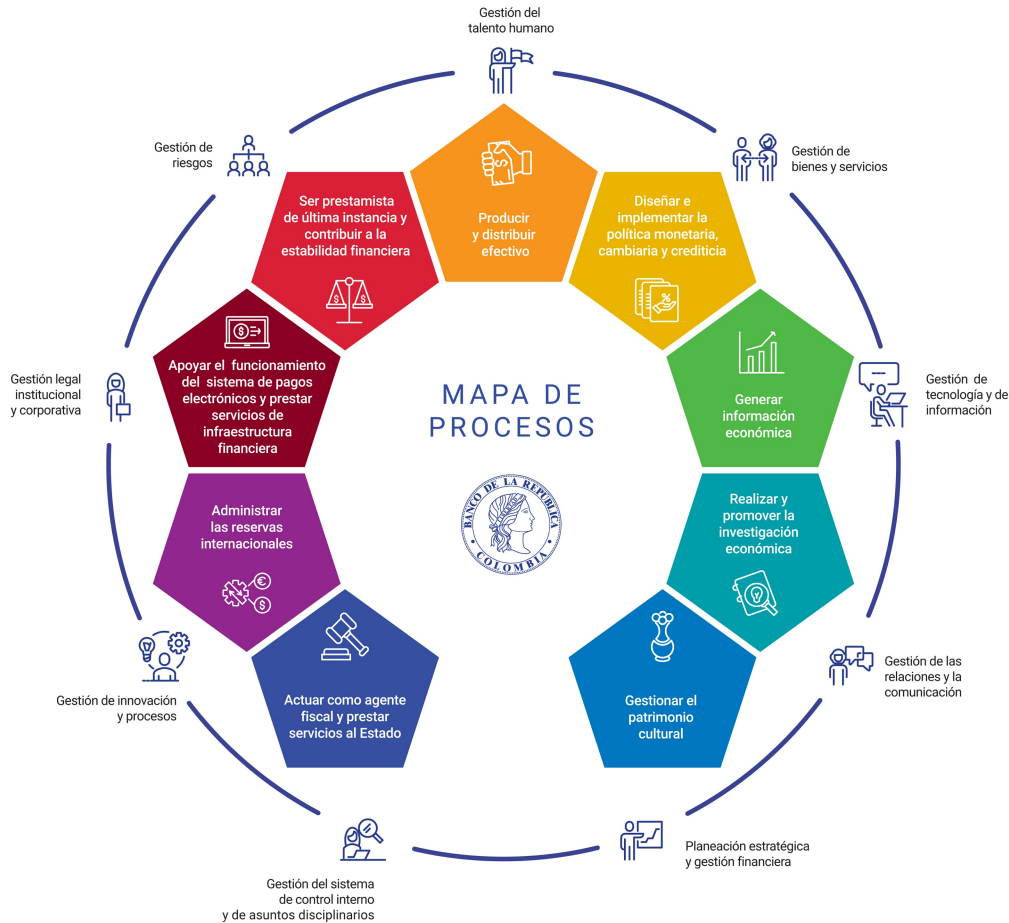 Gestión del
talento humano
Gestión de
riesgos
Gestión de
bienes y servicios
Ser prestamista
de última instancia y
contribuir a la
estabilidad financiera
$ $
$
Producir
y distribuir
efectivo
Diseñar e
implementar la
política monetaria,
cambiaria y crediticia
%
$
Apoyar el funcionamiento
del sistema de pagos
electrónicos y prestar
servicios de
infraestructura
financiera
Generar
información
económica
Gestión legal
institucional
y corporativa
Gestión de
tecnología y de
información
MAPA DE
PROCESOS
BANCO DE LA REPÚBLICA
COLOMBIA
Administrar
las reservas
internacionales
€
$
Realizar y
promover la
investigación
económica
Gestión de innovación
y procesos
Gestión de las
relaciones y la
comunicación
Actuar como agente
fiscal y prestar
servicios al Estado
Gestionar el
patrimonio
cultural
Gestión del sistema
de control interno
y de asuntos disciplinarios
Planeación estratégica
y gestión financiera